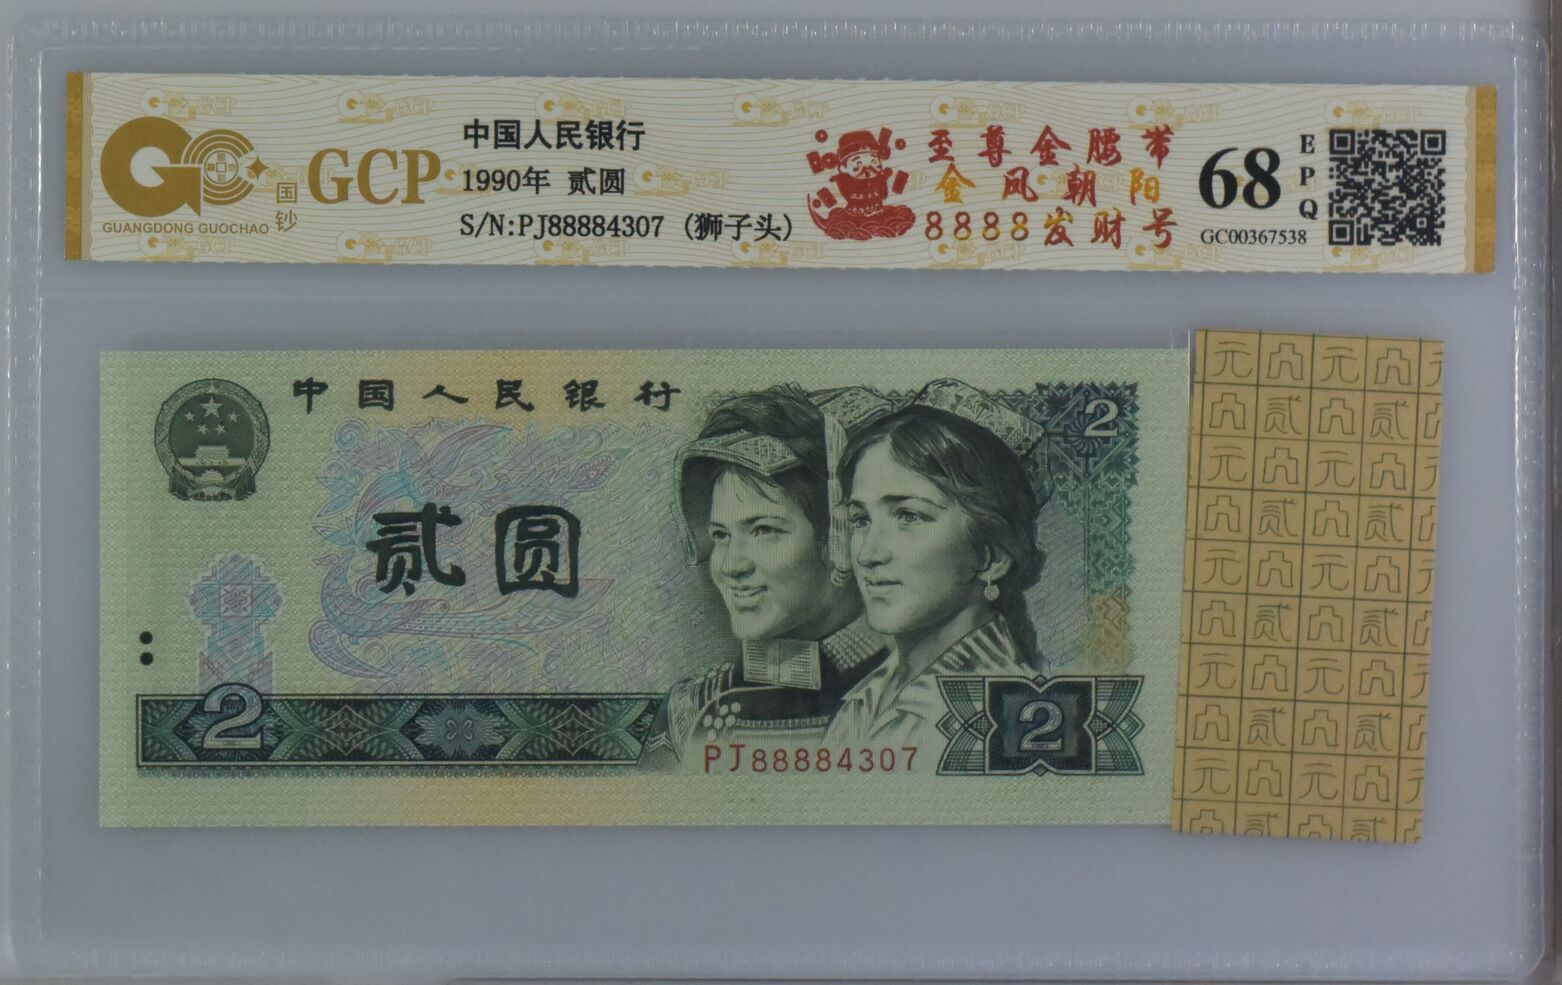 GCP
国钞
GUANGDONG GUOCHAO
中国人民银行
1990年 贰圆
S/N:PJ88884307 (狮子头)
至尊金腰带
金凤朝阳
8888发财号
68
EPQ
GC00367538
中国人民银行
贰圆
2
2
2
PJ88884307